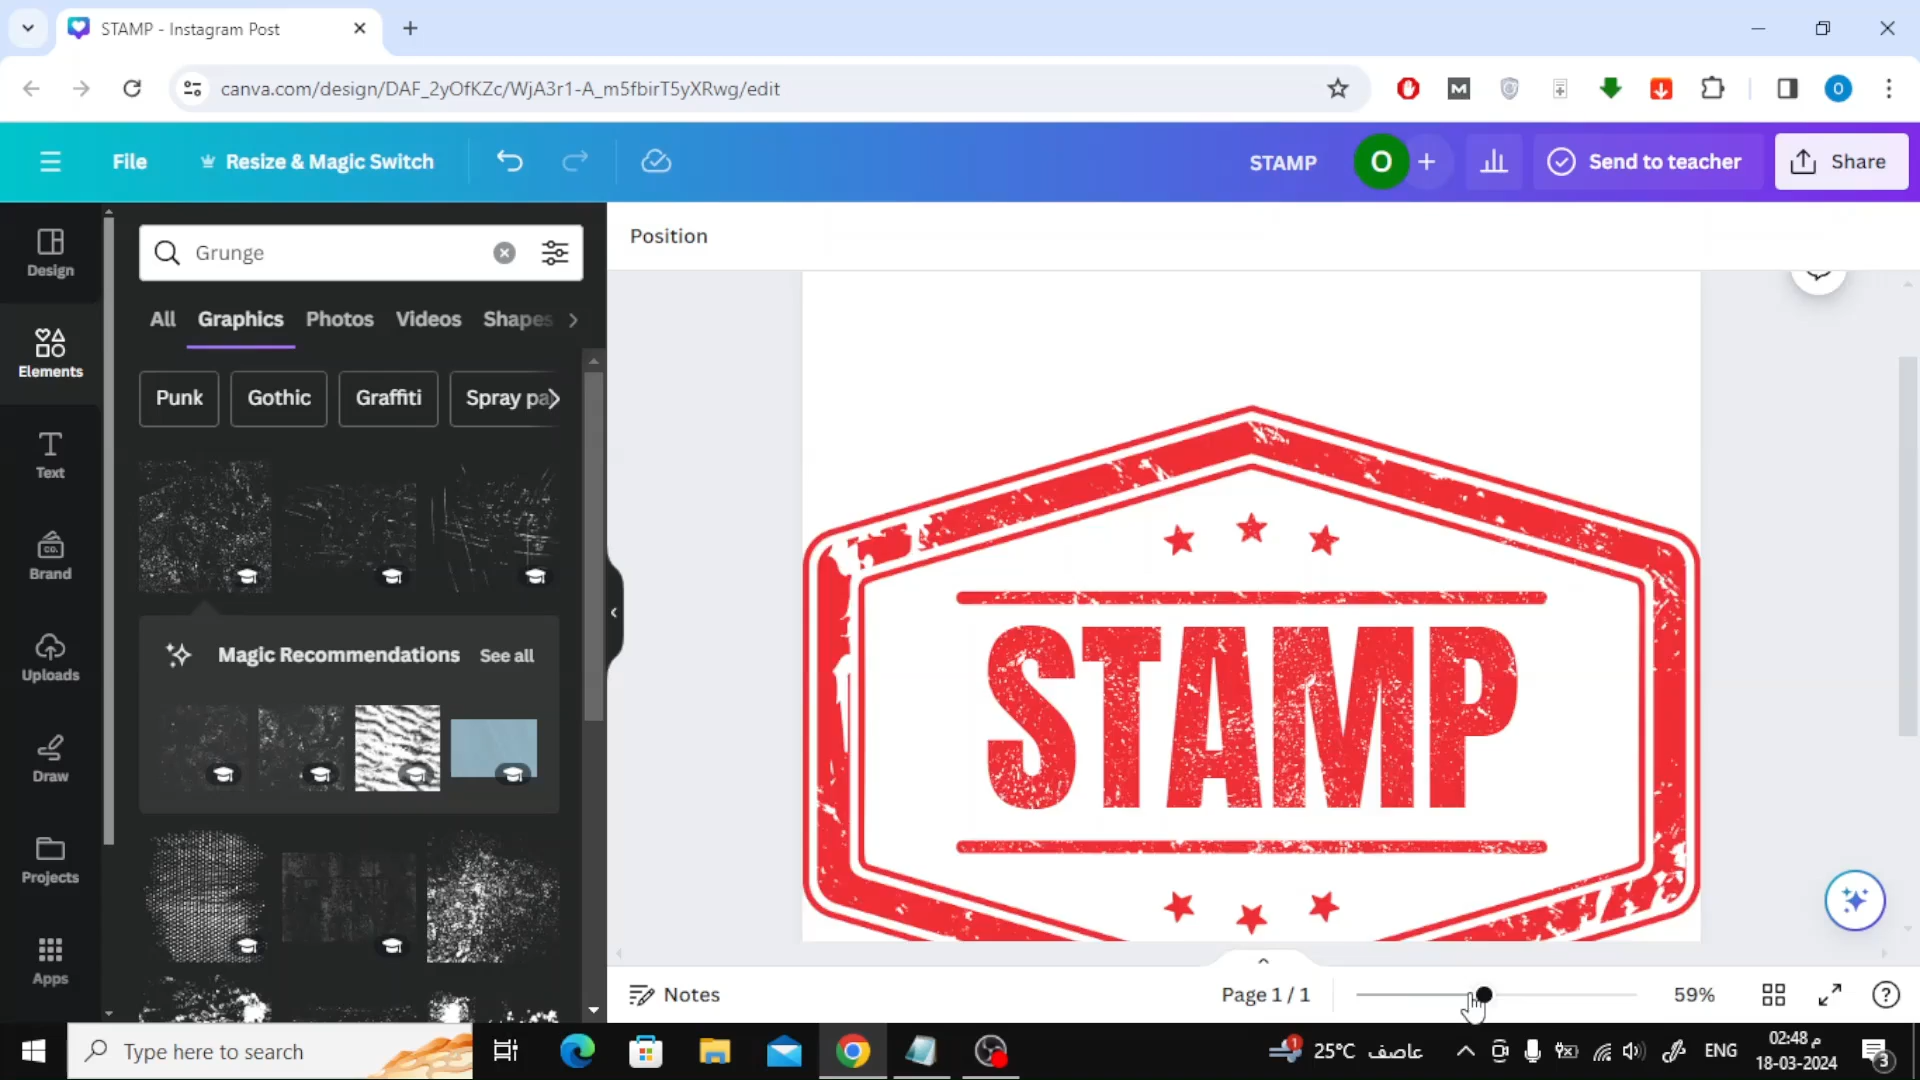 STAMP - Instagram Post
canva.com/design/DAF_2yOfKZc/WjA3r1-A_m5fbirT5yXRwg/edit
M
O
File
Resize & Magic Switch
STAMP
O
Send to teacher
Share
Design
Elements
Text
CO.
Brand
Uploads
Draw
Projects
Apps
Grunge
All
Graphics
Photos
Videos
Shapes
Punk
Gothic
Graffiti
Spray pa
Magic Recommendations
See all
Position
STAMP
Notes
Page 1 / 1
59%
Type here to search
1
25°C عاصف
ENG
02:48 م
18-03-2024
3